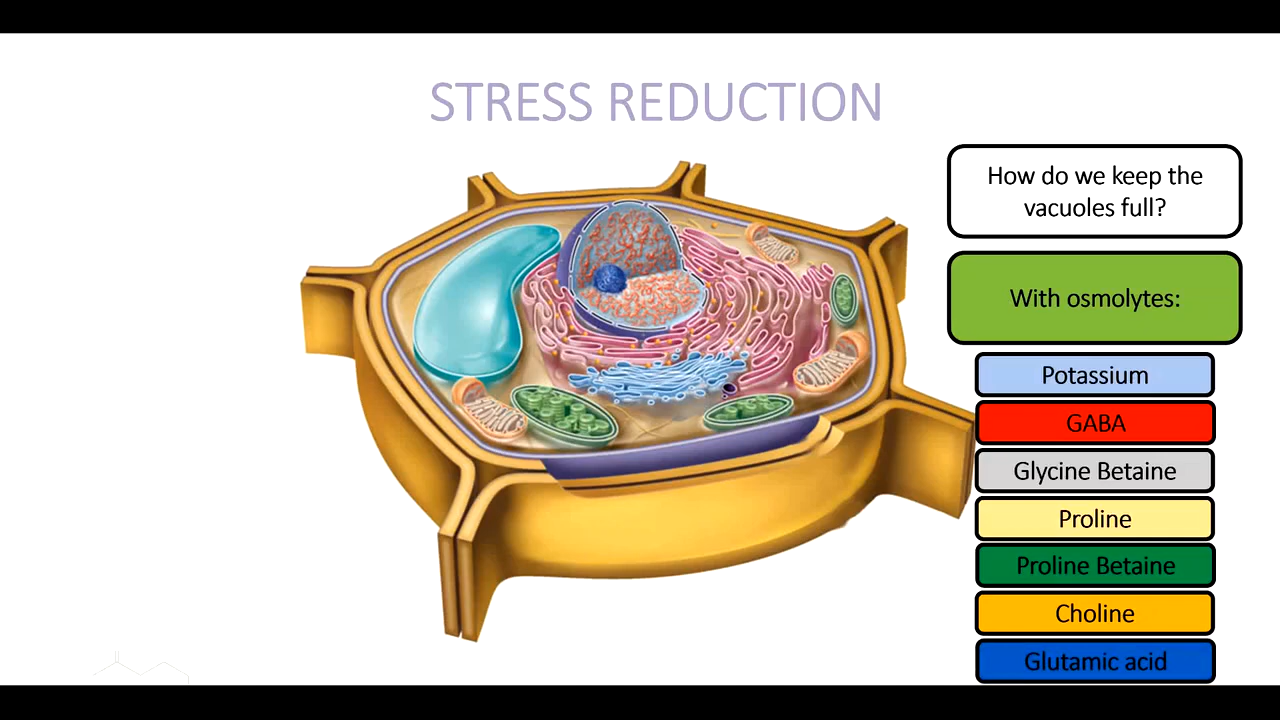 STRESS REDUCTION
How do we keep the
vacuoles full?
With osmolytes:
Potassium
GABA
Glycine Betaine
Proline
Proline Betaine
Choline
Glutamic acid